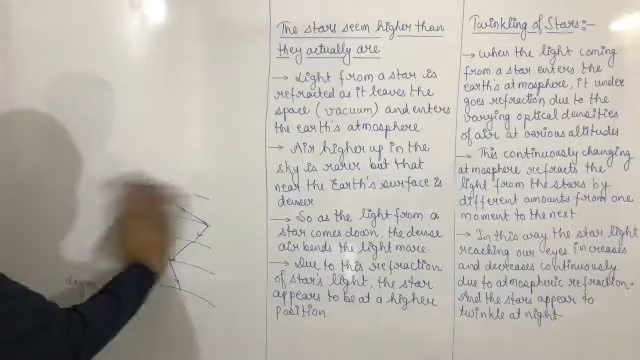 The stars seem higher than
they actually are
→ Light from a star is
refracted as it leaves the
space (vacuum) and enters
the earth's atmosphere
→ Air higher up in the
sky is rarer but that
near the Earth's surface is
denser
→ So as the light from a
star comes down, the dense
air bends the light more.
→ Due to this refraction
of star's light, the star
appears to be at a higher
position
Twinkling of Stars:-
→ When the light coming
from a star enters the
earth's atmosphere, it under
goes refraction due to the
varying optical densities
of air at various altitudes
→ This continuously changing
atmosphere refracts the
light from the stars by
different amounts from one
moment to the next.
→ In this way the star light
reaching our eyes increases
and decreases continuously
due to atmospheric refraction.
And the stars appear to
twinkle at night